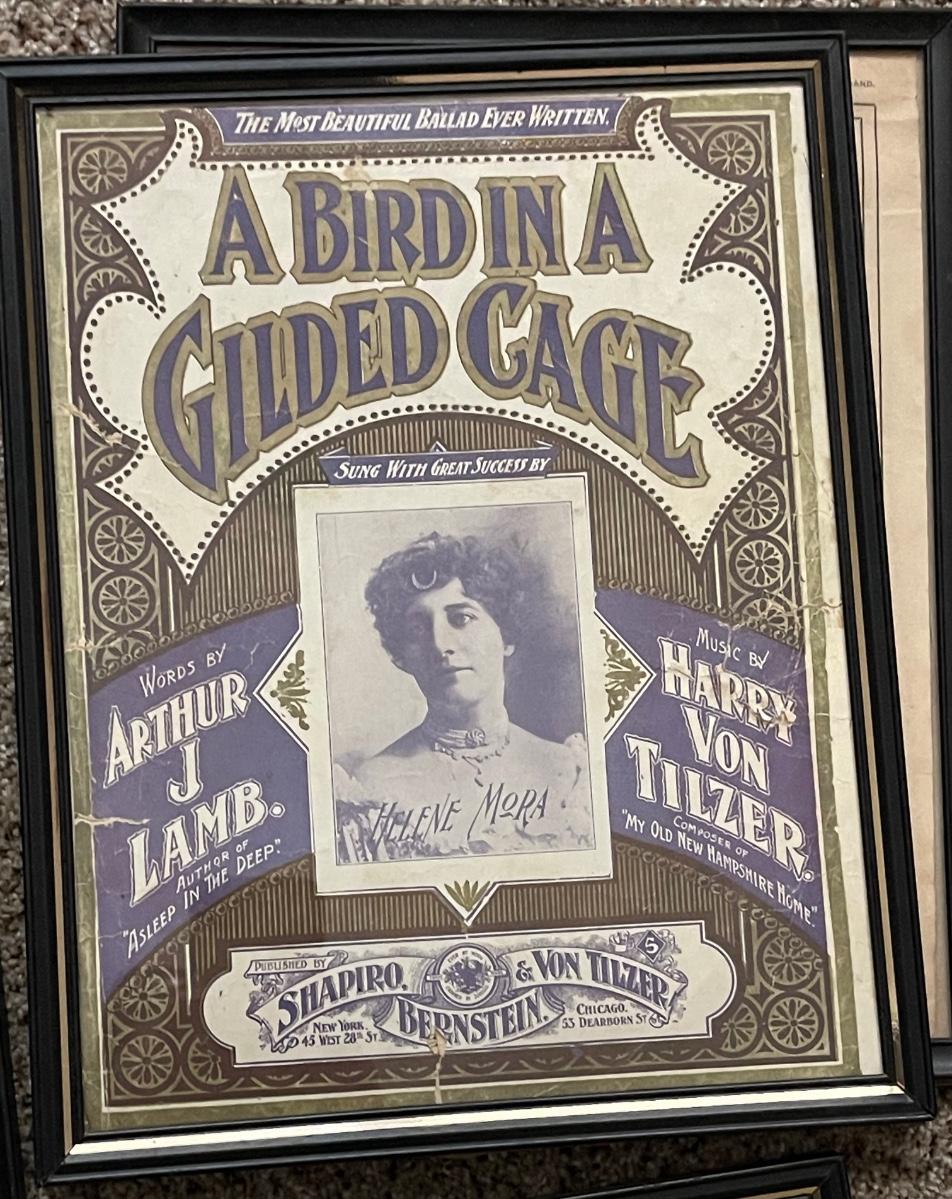 THE MOST BEAUTIFUL BALLAD EVER WRITTEN.
A BIRD IN A
GILDED CAGE
SUNG WITH GREAT SUCCESS BY
HELENE MORA
WORDS BY
ARTHUR
J
LAMB.
AUTHOR OF
"ASLEEP IN THE DEEP."
MUSIC BY
HARRY
VON
TILZER.
COMPOSER OF
"MY OLD NEW HAMPSHIRE HOME"
PUBLISHED BY
SHAPIRO,
BERNSTEIN.
& VON TILZER
5
NEW YORK.
45 WEST 28TH ST.
CHICAGO.
53 DEARBORN ST
AND.